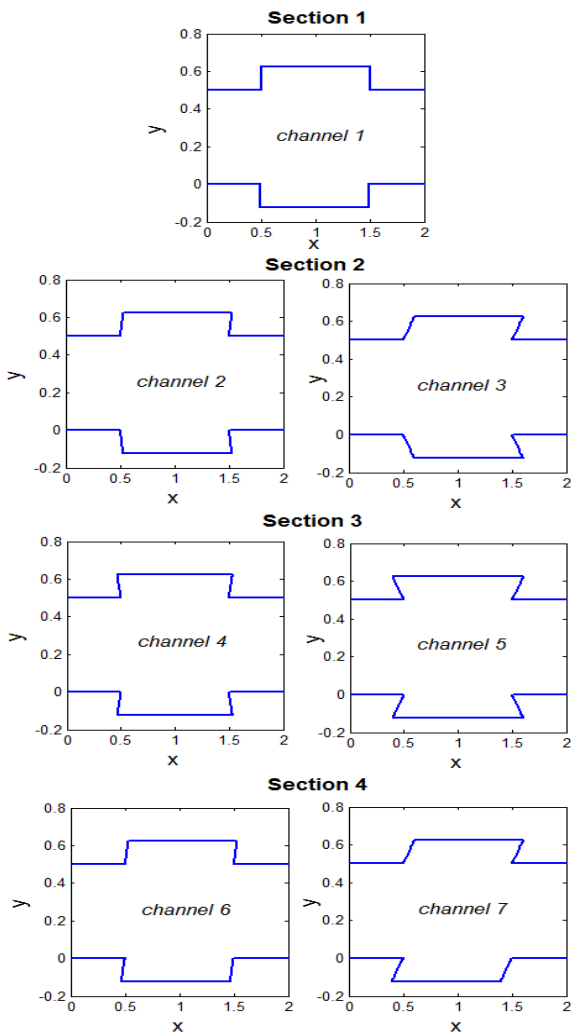 Section 1
0.8
0.6
0.4
0.2
0
-0.2
y
channel 1
0 0.5 1 1.5 2
x
Section 2
0.8
0.6
0.4
0.2
0
-0.2
y
channel 2
0 0.5 1 1.5 2
x
0.8
0.6
0.4
0.2
0
-0.2
y
channel 3
0 0.5 1 1.5 2
x
Section 3
0.8
0.6
0.4
0.2
0
-0.2
y
channel 4
0 0.5 1 1.5 2
x
0.8
0.6
0.4
0.2
0
-0.2
y
channel 5
0 0.5 1 1.5 2
x
Section 4
0.8
0.6
0.4
0.2
0
-0.2
y
channel 6
0 0.5 1 1.5 2
x
0.8
0.6
0.4
0.2
0
-0.2
y
channel 7
0 0.5 1 1.5 2
x